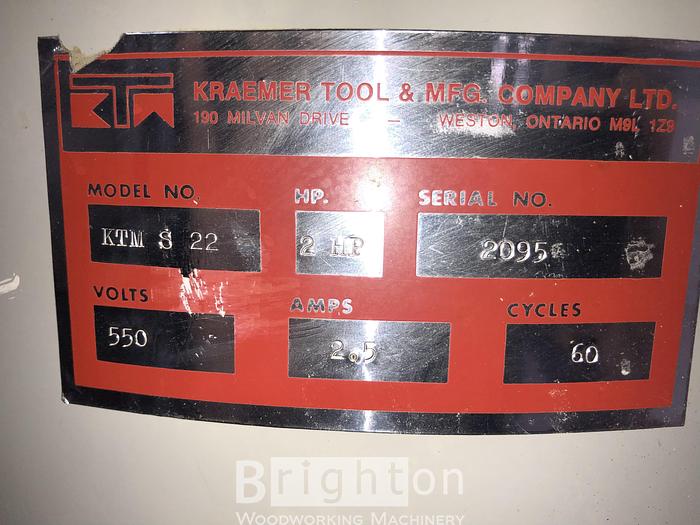 KTM
KRAEMER TOOL & MFG. COMPANY LTD.
190 MILVAN DRIVE — WESTON, ONTARIO M9L 1Z9
MODEL NO. HP. SERIAL NO.
KTM S 22 2 HP 2095
VOLTS AMPS CYCLES
550 2.5 60
Brighton
WOODWORKING MACHINERY